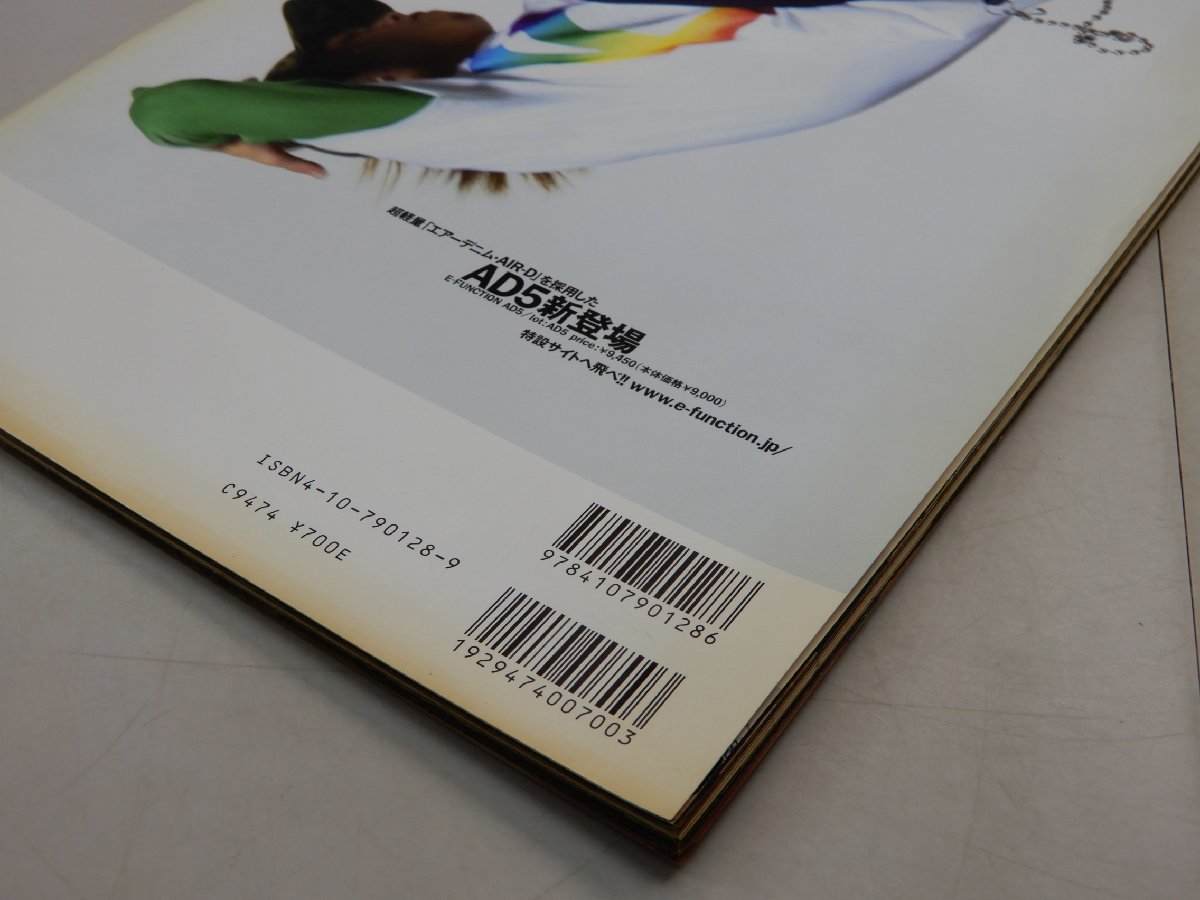 超軽量「エアーデニム・AIR-D」を採用した
AD5新登場
E-FUNCTION AD5/lot:AD5 price:¥9,450(本体価格¥9,000)
特設サイトへ飛べ!! www.e-function.jp/
ISBN4-10-790128-9
C9474 ¥700E
9784107901286
1929474007003